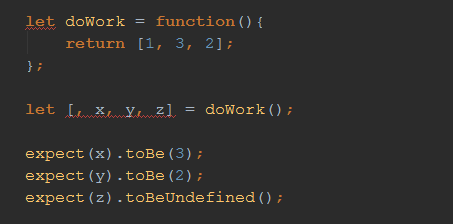 let doWork = function(){
return [1, 3, 2];
};
let [, x, y, z] = doWork();
expect(x).toBe(3);
expect(y).toBe(2);
expect(z).toBeUndefined();